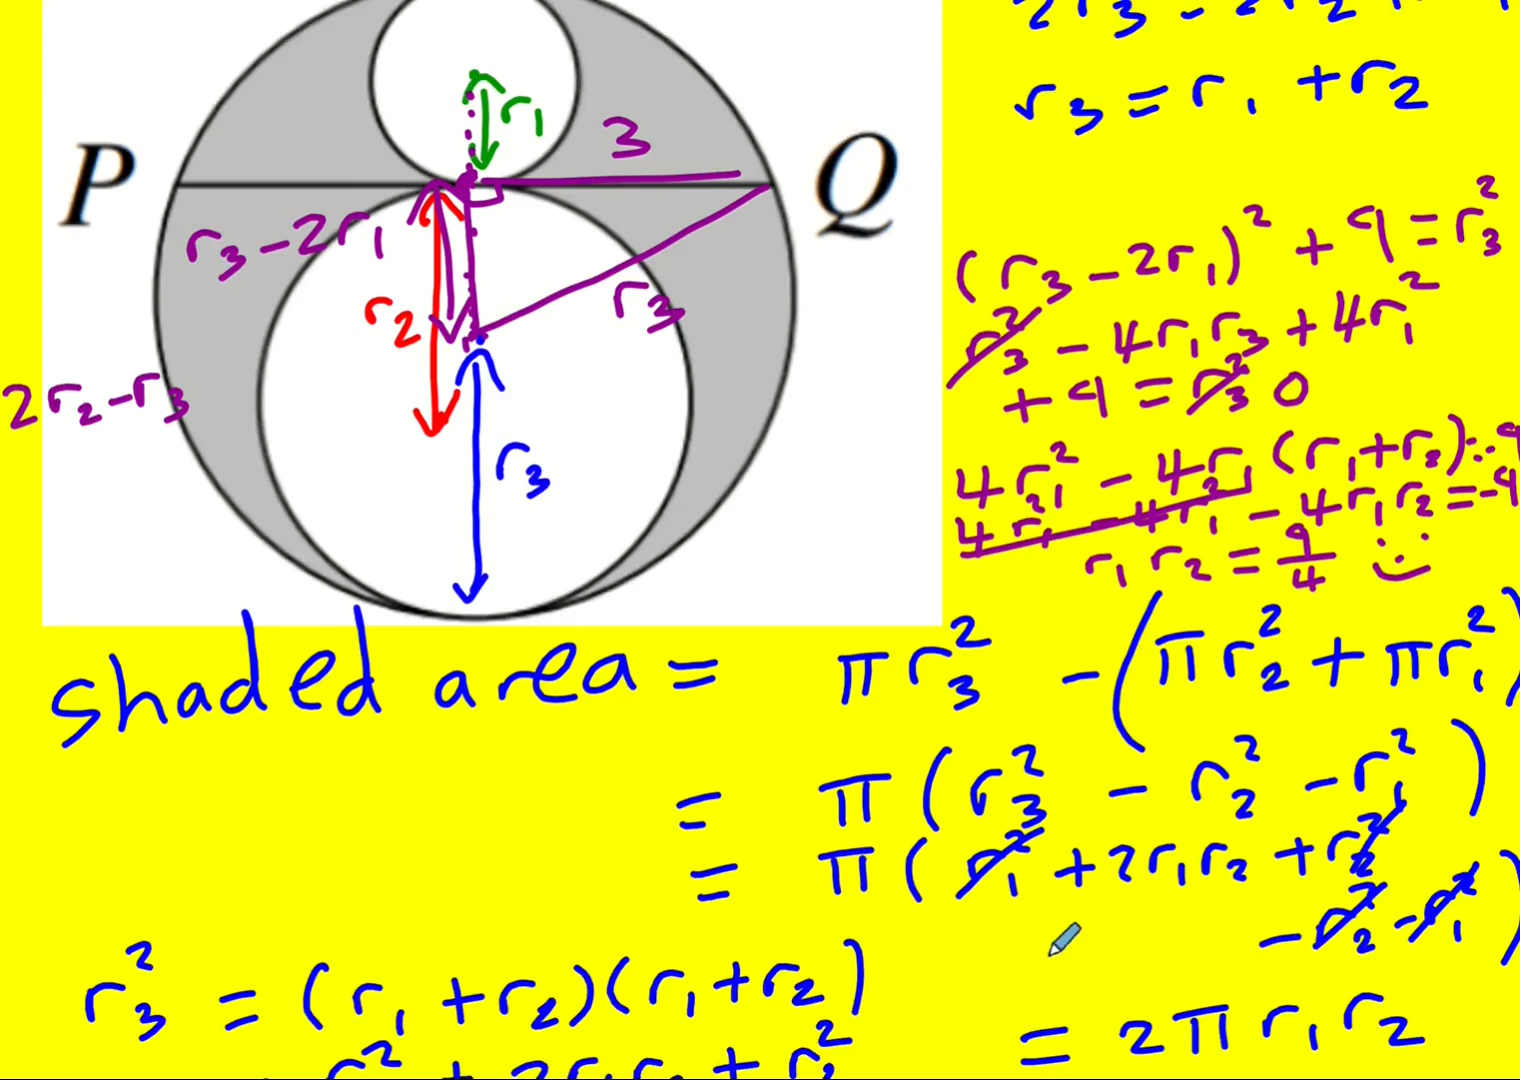 r₃ = r₁ + r₂
P
Q
r₁
3
r₃ - 2r₁
r₂
r₃
2r₂ - r₃
r₃
(r₃ - 2r₁)² + 9 = r₃²
r₃² - 4r₁r₃ + 4r₁²
+ 9 = r₃² 0
4r₁² - 4r₁(r₁ + r₂) = -9
4r₁² - 4r₁² - 4r₁r₂ = -9
r₁r₂ = 9/4
shaded area = πr₃² - (πr₂² + πr₁²)
= π(r₃² - r₂² - r₁²)
= π(r₁² + 2r₁r₂ + r₂²
- r₂² - r₁²)
r₃² = (r₁ + r₂)(r₁ + r₂)
= 2πr₁r₂